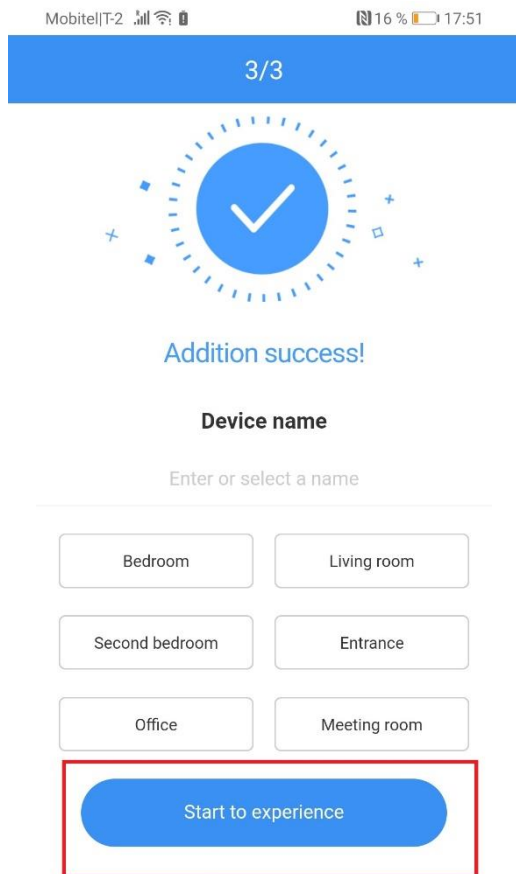 Mobitel|T-2 16 % 17:51
3/3
Addition success!
Device name
Enter or select a name
Bedroom Living room
Second bedroom Entrance
Office Meeting room
Start to experience